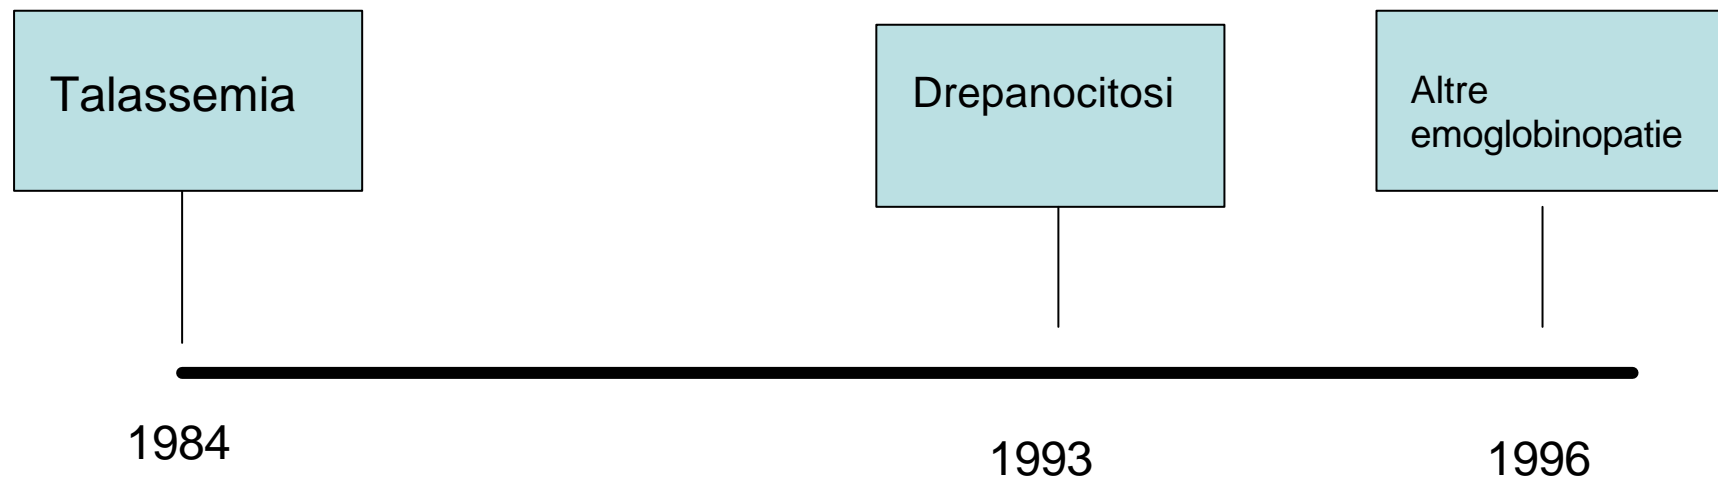 Talassemia
Drepanocitosi
Altre
emoglobinopatie
1984
1993
1996